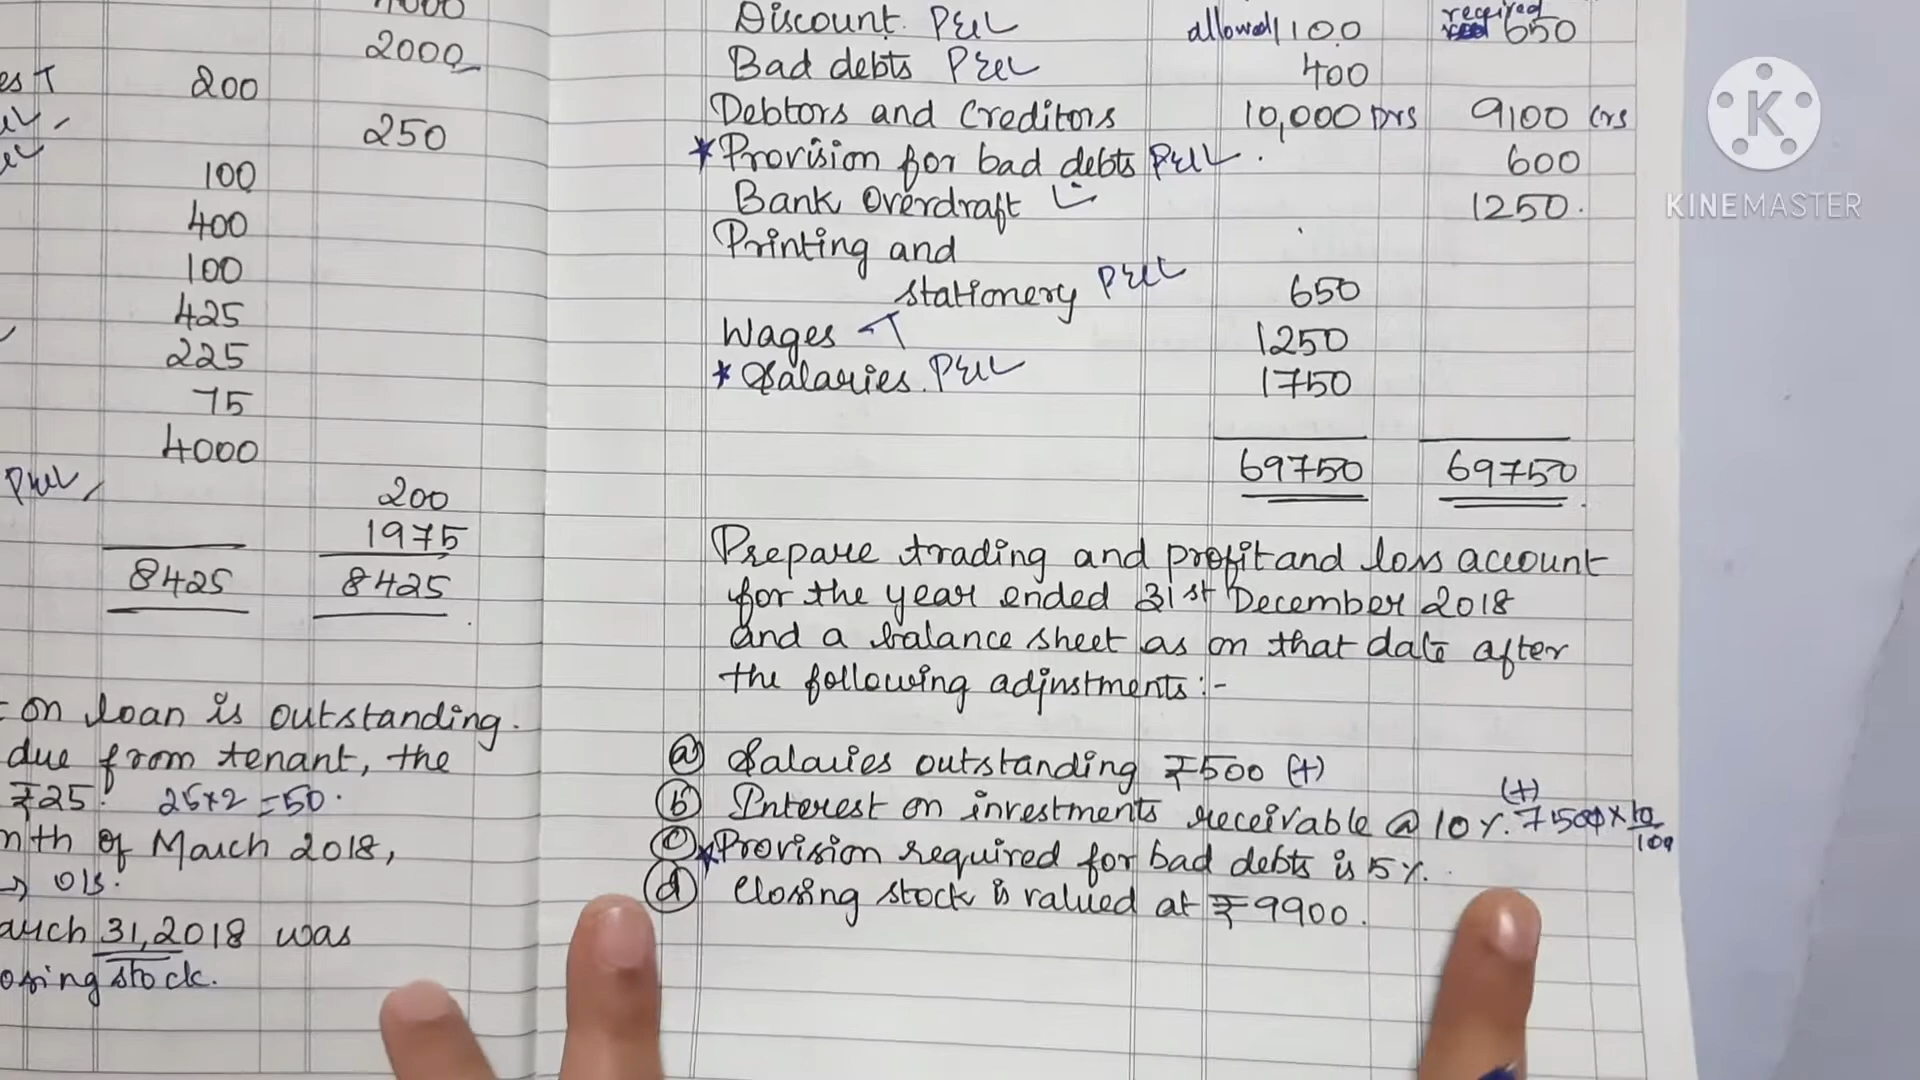 2000
es T 200
250
100
400
100
425
225
75
4000
P&L
200
1975
8425 8425
on loan is outstanding.
due from tenant, the
₹25. 25×2=50.
nth of March 2018,
→ O/s.
arch 31,2018 was
osing stock.
Discount. P&L allowed 1100 received 650
Bad debts P&L 400
Debtors and Creditors 10,000 Drs 9100 Crs
*Provision for bad debts P&L. 600
Bank Overdraft L 1250.
Printing and
stationery P&L 650
Wages T 1250
* Salaries. P&L 1750
69750 69750
Prepare trading and profit and loss account
for the year ended 31st December 2018
and a balance sheet as on that date after
the following adjustments:-
(a) Salaries outstanding ₹500 (+)
(b) Interest on investments receivable @ 10%. (+) 7500×10/100
(c) *Provision required for bad debts is 5%.
(d) Closing stock is valued at ₹9900.
K
KINEMASTER